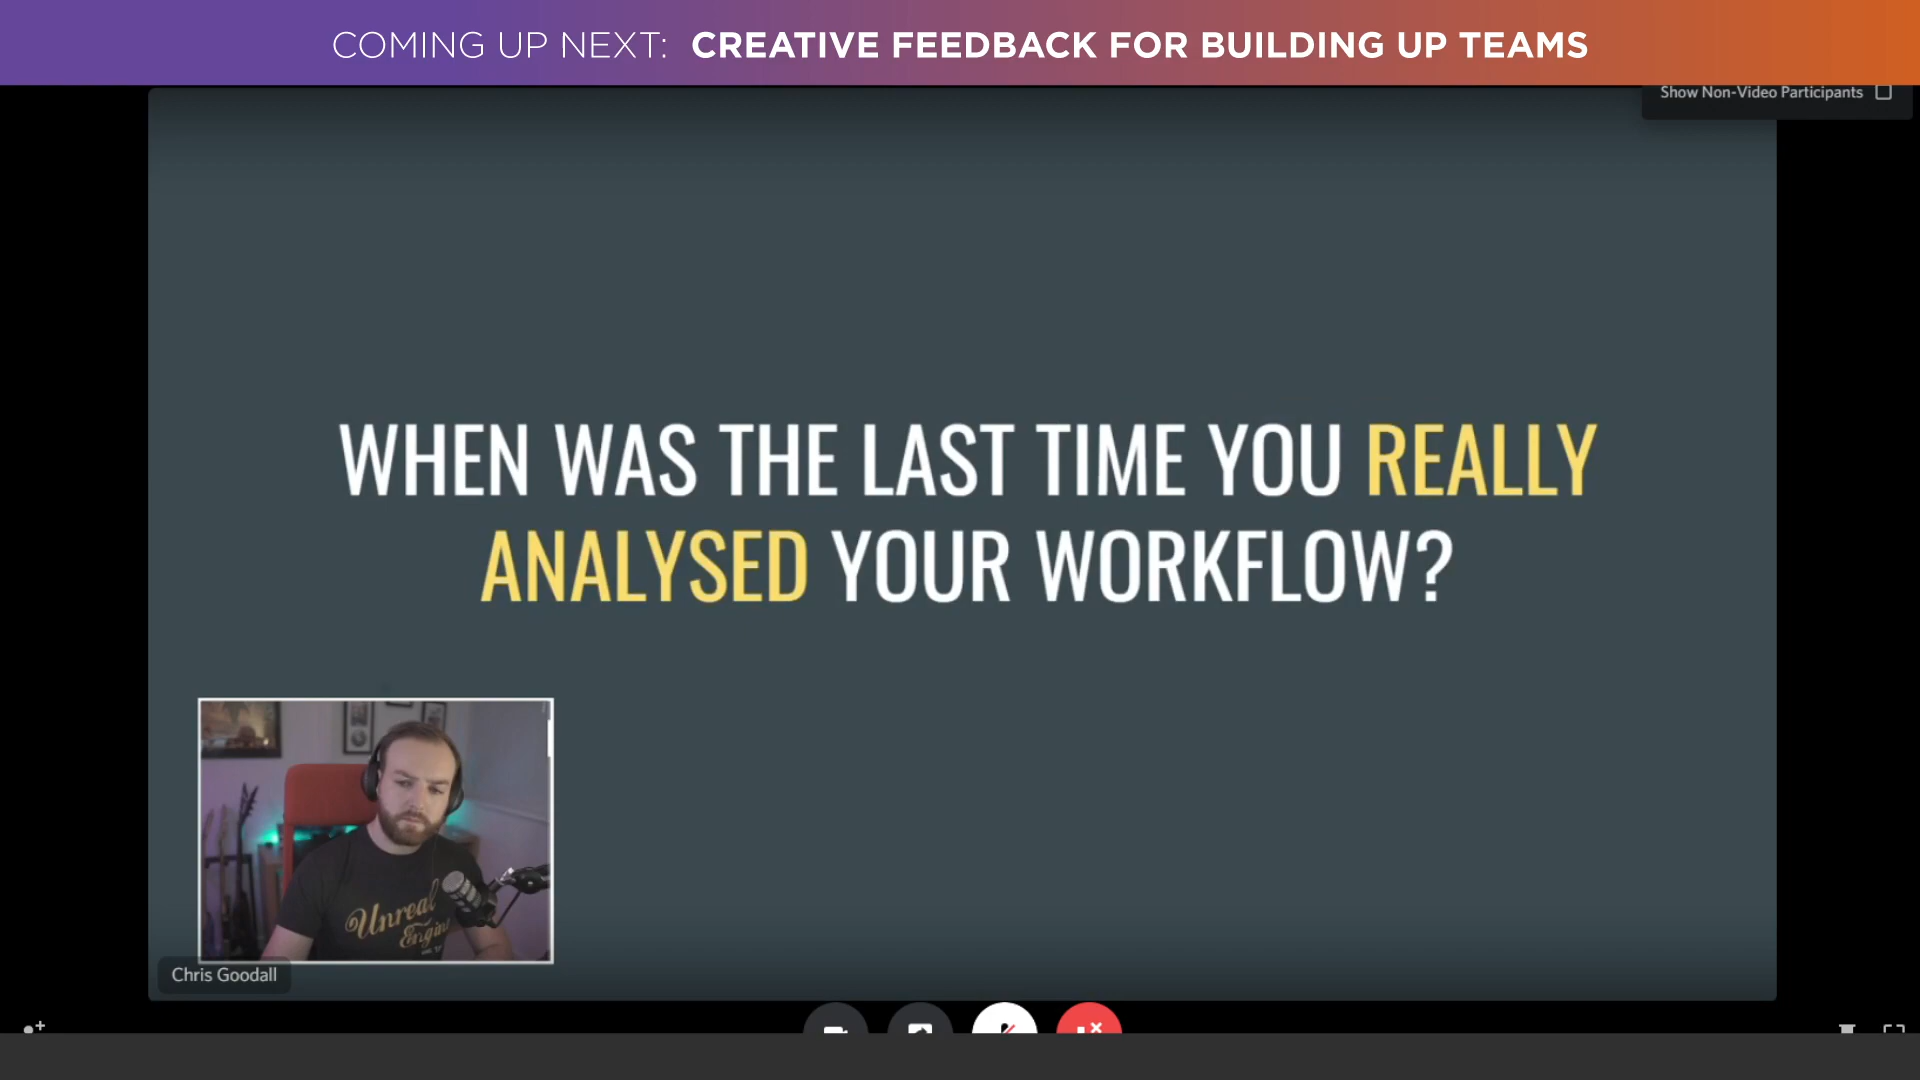 COMING UP NEXT: CREATIVE FEEDBACK FOR BUILDING UP TEAMS
Show Non-Video Participants
WHEN WAS THE LAST TIME YOU REALLY
ANALYSED YOUR WORKFLOW?
Unreal
Engine
Chris Goodall